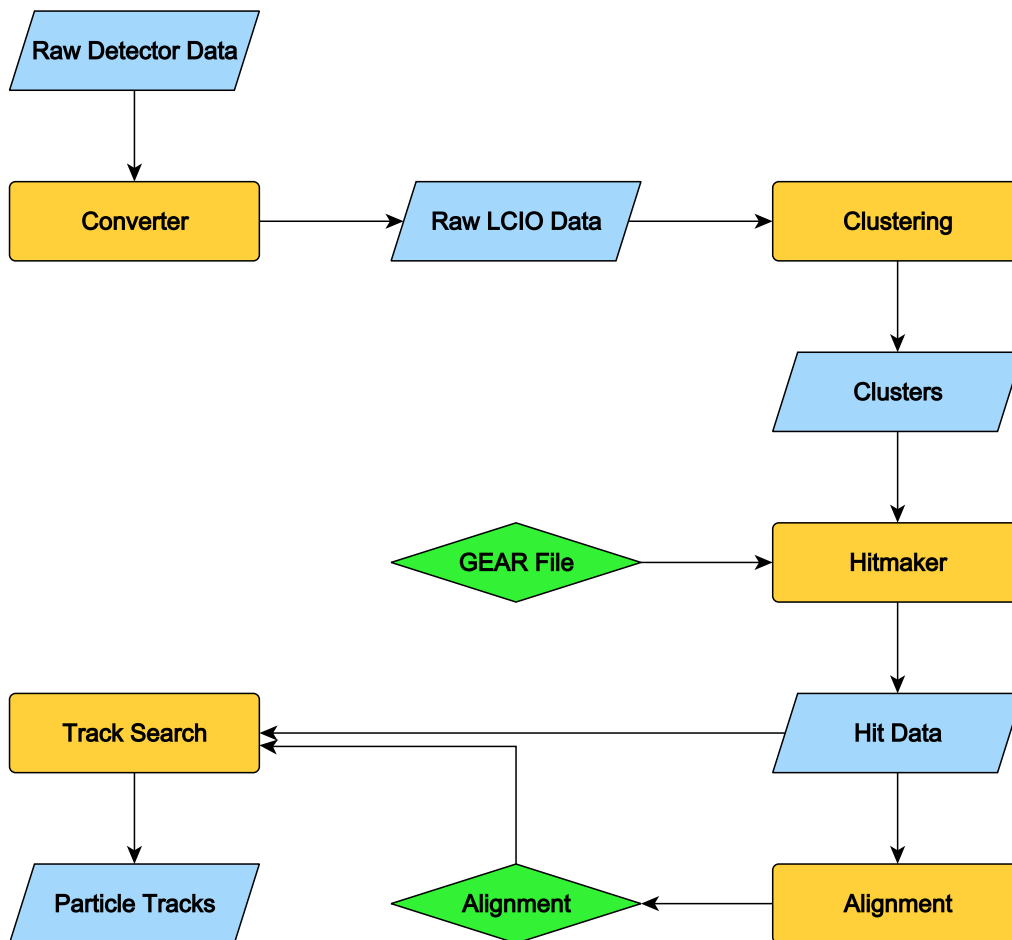 Raw Detector Data
Converter
Raw LCIO Data
Clustering
Clusters
GEAR File
Hitmaker
Track Search
Hit Data
Particle Tracks
Alignment
Alignment